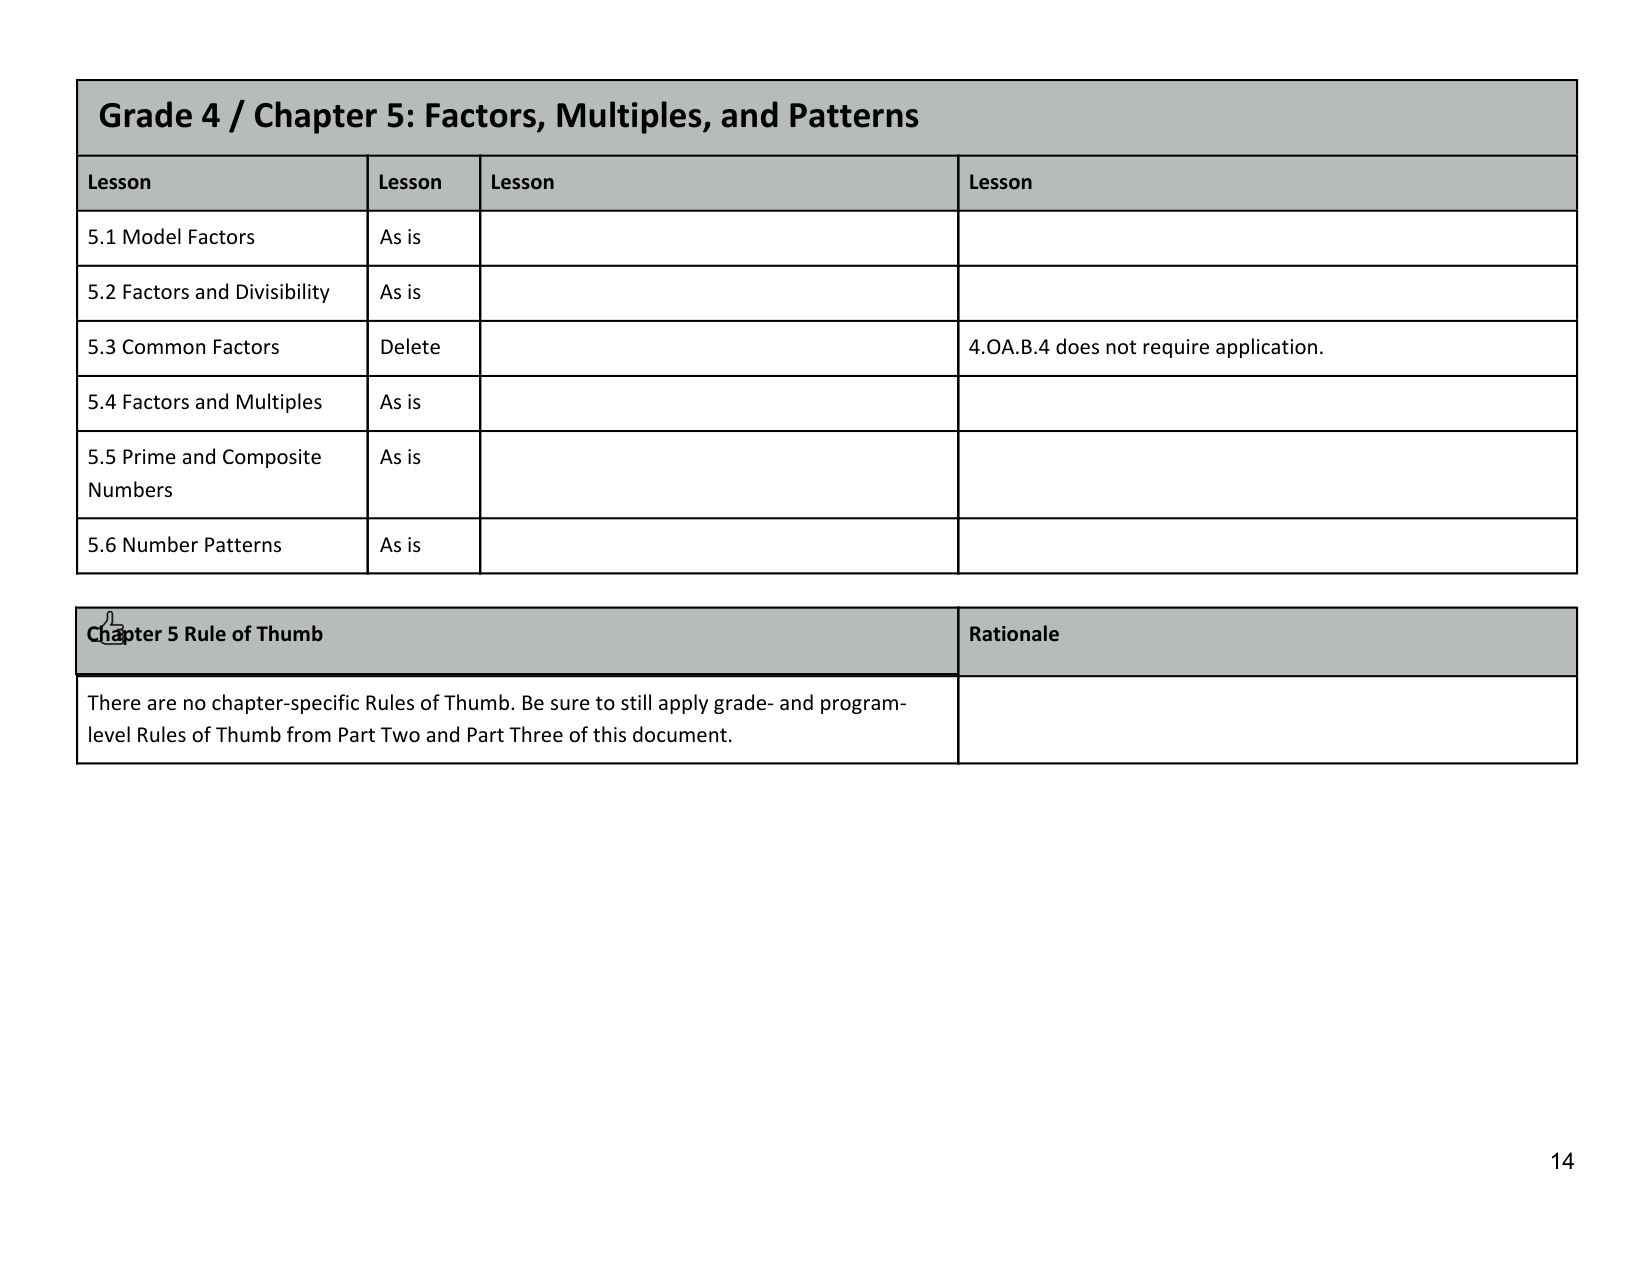 Grade 4 / Chapter 5: Factors, Multiples, and Patterns
Lesson Lesson Lesson Lesson
5.1 Model Factors As is
5.2 Factors and Divisibility As is
5.3 Common Factors Delete 4.OA.B.4 does not require application.
5.4 Factors and Multiples As is
5.5 Prime and Composite As is
Numbers
5.6 Number Patterns As is
Chapter 5 Rule of Thumb Rationale
There are no chapter-specific Rules of Thumb. Be sure to still apply grade- and program-
level Rules of Thumb from Part Two and Part Three of this document.
14